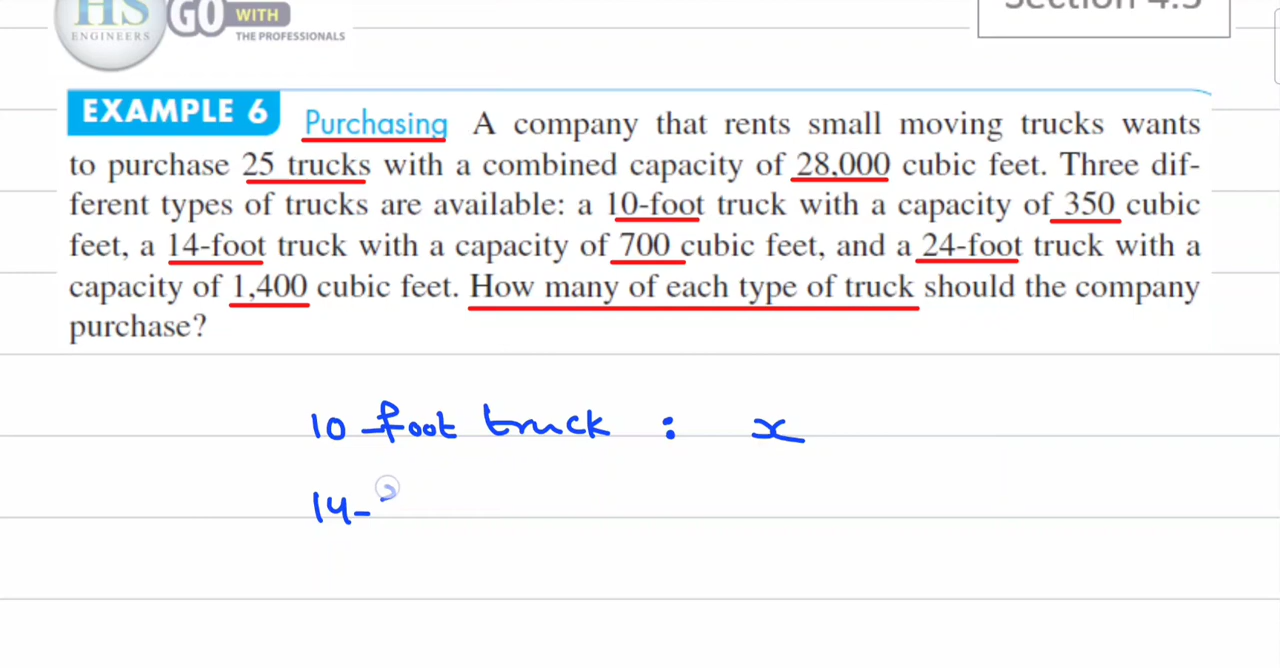 HS GO WITH
ENGINEERS THE PROFESSIONALS
Section 4.3
EXAMPLE 6 Purchasing A company that rents small moving trucks wants
to purchase 25 trucks with a combined capacity of 28,000 cubic feet. Three dif-
ferent types of trucks are available: a 10-foot truck with a capacity of 350 cubic
feet, a 14-foot truck with a capacity of 700 cubic feet, and a 24-foot truck with a
capacity of 1,400 cubic feet. How many of each type of truck should the company
purchase?
10-foot truck : x
14-